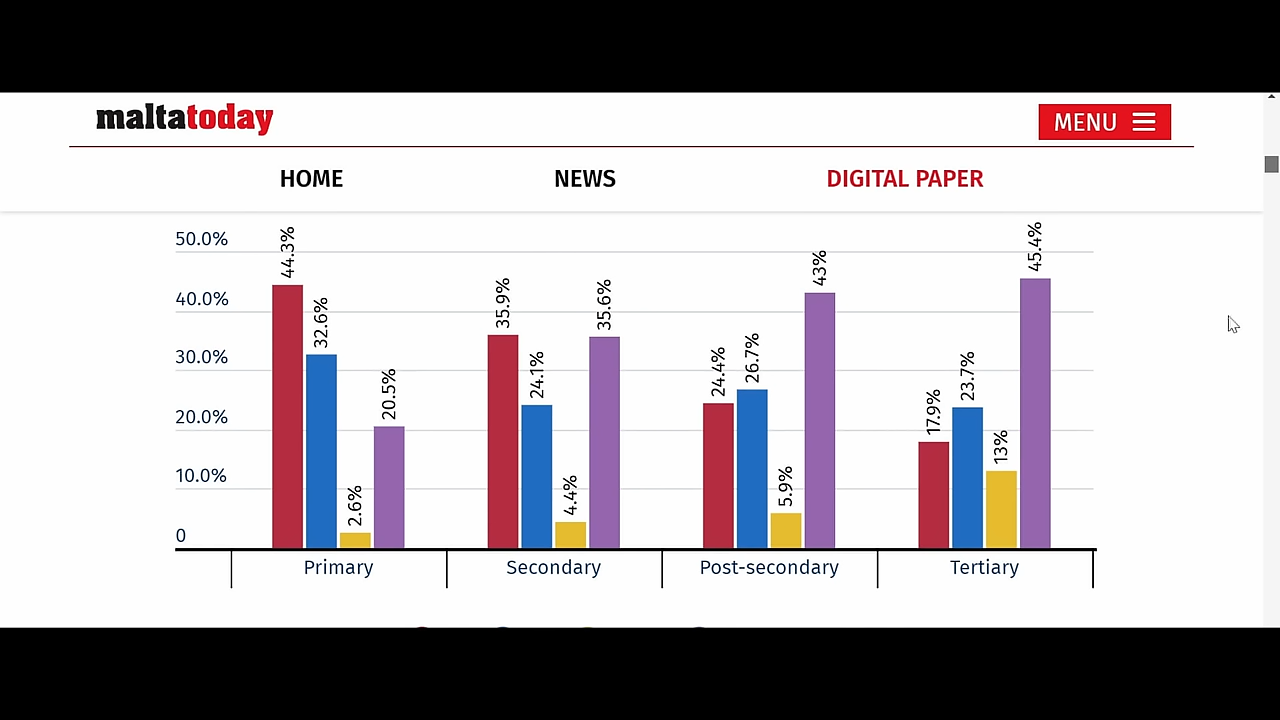 maltatoday
MENU
HOME NEWS DIGITAL PAPER
50.0%
40.0%
30.0%
20.0%
10.0%
0
44.3% 32.6% 2.6% 20.5%
35.9% 24.1% 4.4% 35.6%
24.4% 26.7% 5.9% 43%
17.9% 23.7% 13% 45.4%
Primary Secondary Post-secondary Tertiary